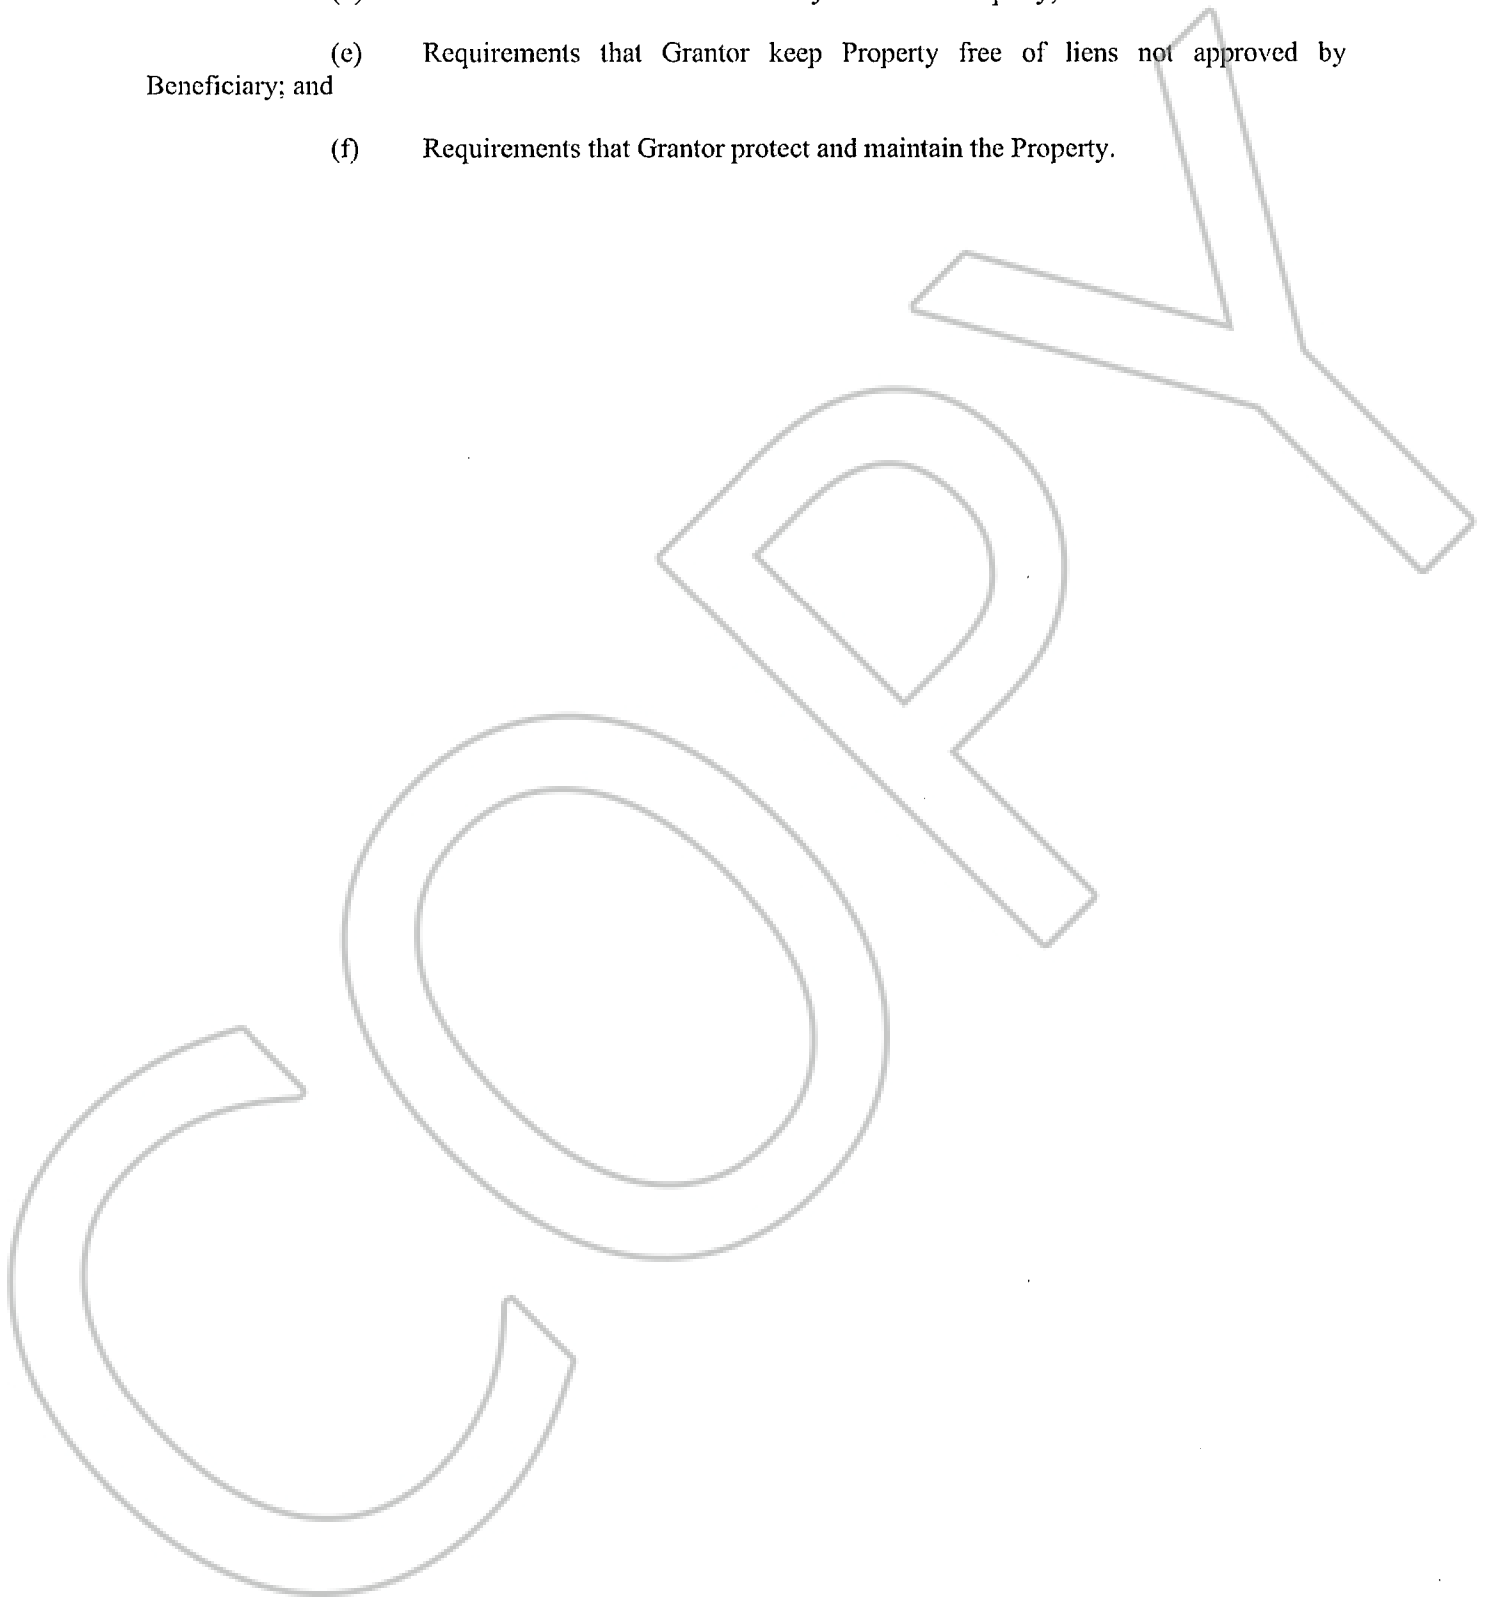 (e) Requirements that Grantor keep Property free of liens not approved by
Beneficiary; and
(f) Requirements that Grantor protect and maintain the Property.
COPY